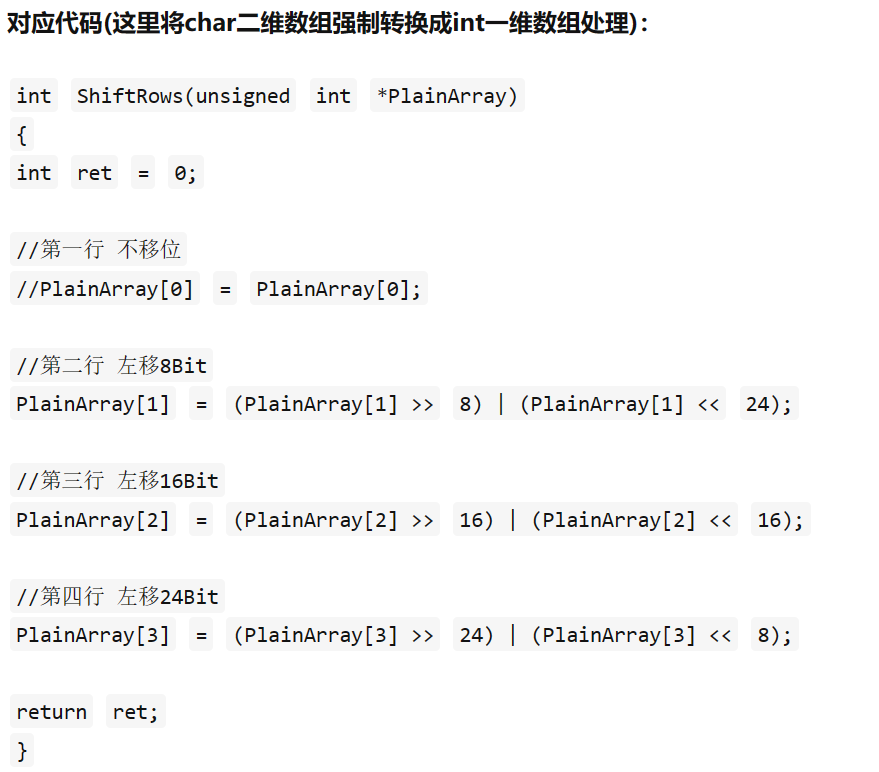 对应代码(这里将char二维数组强制转换成int一维数组处理)：
int ShiftRows(unsigned int *PlainArray)
{
int ret = 0;
//第一行 不移位
//PlainArray[0] = PlainArray[0];
//第二行 左移8Bit
PlainArray[1] = (PlainArray[1] >> 8) | (PlainArray[1] << 24);
//第三行 左移16Bit
PlainArray[2] = (PlainArray[2] >> 16) | (PlainArray[2] << 16);
//第四行 左移24Bit
PlainArray[3] = (PlainArray[3] >> 24) | (PlainArray[3] << 8);
return ret;
}